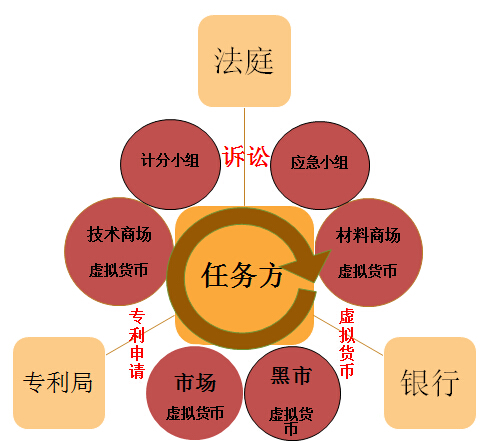 法庭
计分小组
诉讼
应急小组
技术商场
虚拟货币
任务方
材料商场
虚拟货币
专利申请
虚拟货币
专利局
市场
虚拟货币
黑市
虚拟货
币
银行